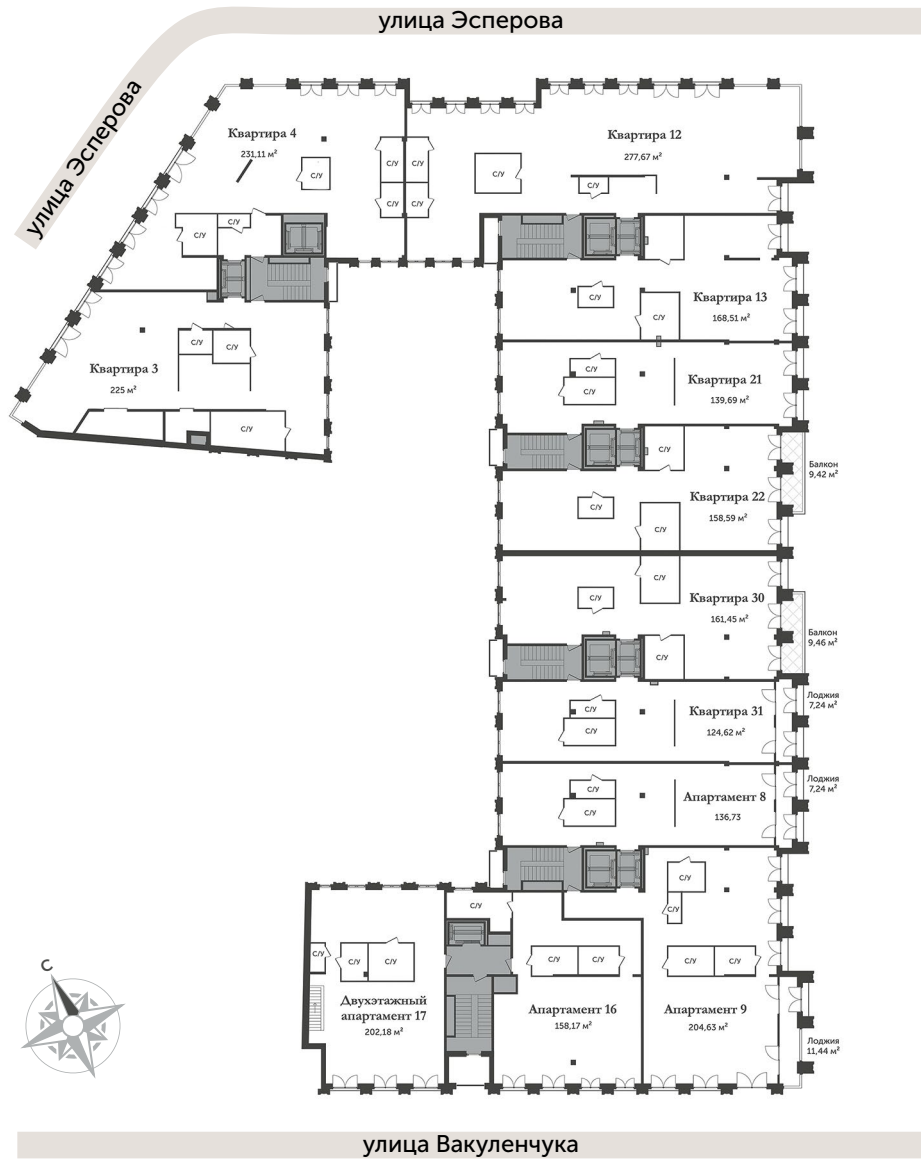 улица Эсперова
улица Эсперова
Квартира 4
231,11 м²
Квартира 12
277,67 м²
С/У
С/У
С/У
С/У
С/У
С/У
С/У
С/У
С/У
С/У
Квартира 13
168,51 м²
С/У
С/У
Квартира 3
225 м²
С/У
С/У
С/У
Квартира 21
139,69 м²
С/У
С/У
С/У
Квартира 22
158,59 м²
С/У
С/У
Балкон
9,42 м²
С/У
С/У
Квартира 30
161,45 м²
С/У
Балкон
9,46 м²
Квартира 31
124,62 м²
С/У
С/У
Лоджия
7,24 м²
Апартамент 8
136,73
С/У
С/У
Лоджия
7,24 м²
С/У
С/У
С/У
С/У
С/У
С/У
С/У
С/У
С/У
С/У
Двухэтажный
апартамент 17
202,18 м²
Апартамент 16
158,17 м²
Апартамент 9
204,63 м²
Лоджия
11,44 м²
С
улица Вакуленчука